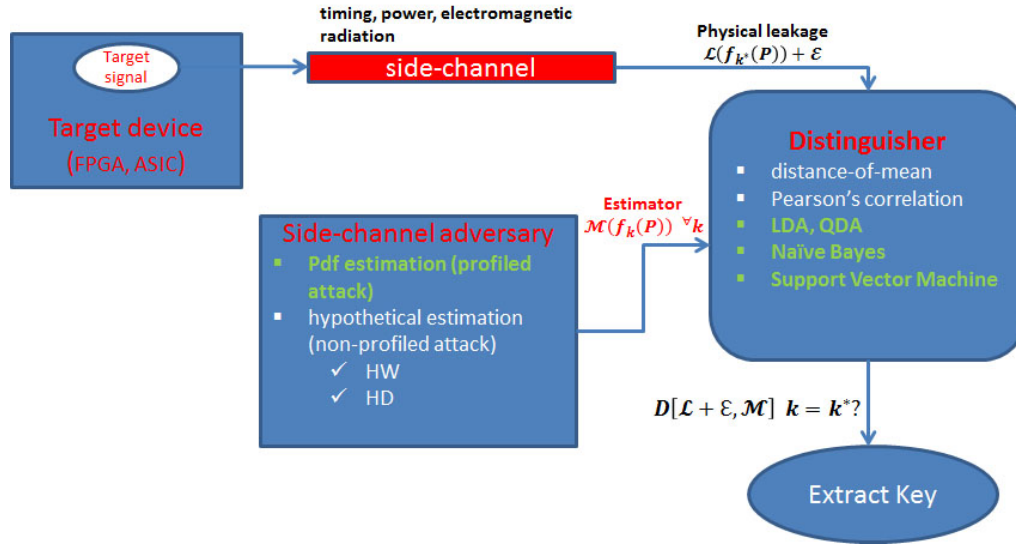 timing, power, electromagnetic
radiation
Target
signal
Target device
(FPGA, ASIC)
side-channel
Physical leakage
ℒ(f_{k*}(P)) + ℰ
Distinguisher
▪ distance-of-mean
▪ Pearson's correlation
▪ LDA, QDA
▪ Naïve Bayes
▪ Support Vector Machine
Estimator
ℳ(f_k(P)) ∀k
Side-channel adversary
▪ Pdf estimation (profiled
attack)
▪ hypothetical estimation
(non-profiled attack)
✓ HW
✓ HD
D[ℒ + ℰ, ℳ] k = k*?
Extract Key